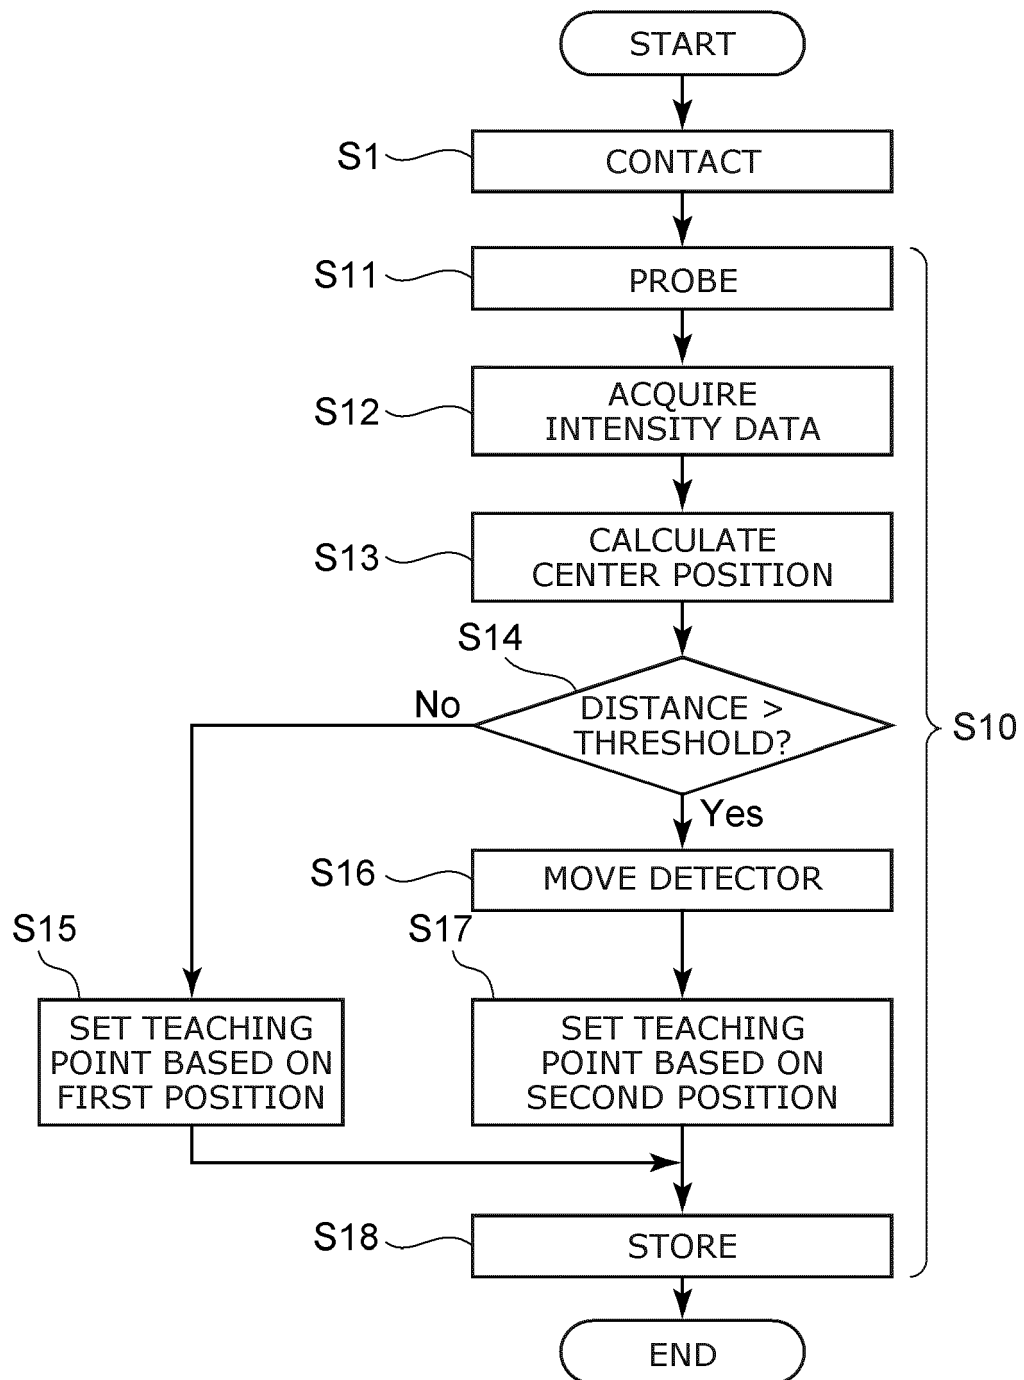 START
S1
CONTACT
S11
PROBE
S12
ACQUIRE
INTENSITY DATA
S13
CALCULATE
CENTER POSITION
S14
No
DISTANCE >
THRESHOLD?
S10
Yes
S16
MOVE DETECTOR
S15
SET TEACHING
POINT BASED ON
FIRST POSITION
S17
SET TEACHING
POINT BASED ON
SECOND POSITION
S18
STORE
END